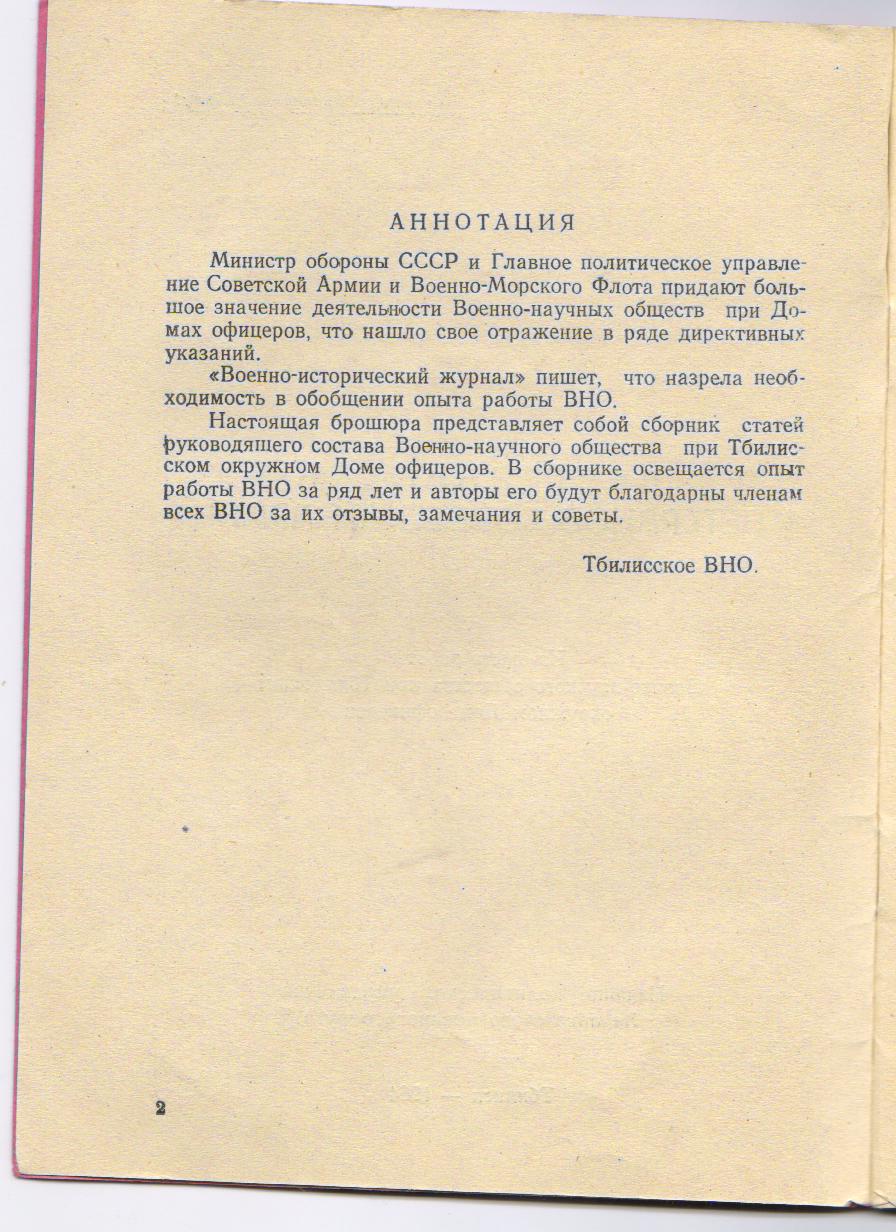 АННОТАЦИЯ
Министр обороны СССР и Главное политическое управле-
ние Советской Армии и Военно-Морского Флота придают боль-
шое значение деятельности Военно-научных обществ при До-
мах офицеров, что нашло свое отражение в ряде директивных
указаний.
«Военно-исторический журнал» пишет, что назрела необ-
ходимость в обобщении опыта работы ВНО.
Настоящая брошюра представляет собой сборник статей
руководящего состава Военно-научного общества при Тбилис-
ском окружном Доме офицеров. В сборнике освещается опыт
работы ВНО за ряд лет и авторы его будут благодарны членам
всех ВНО за их отзывы, замечания и советы.
Тбилисское ВНО.
2